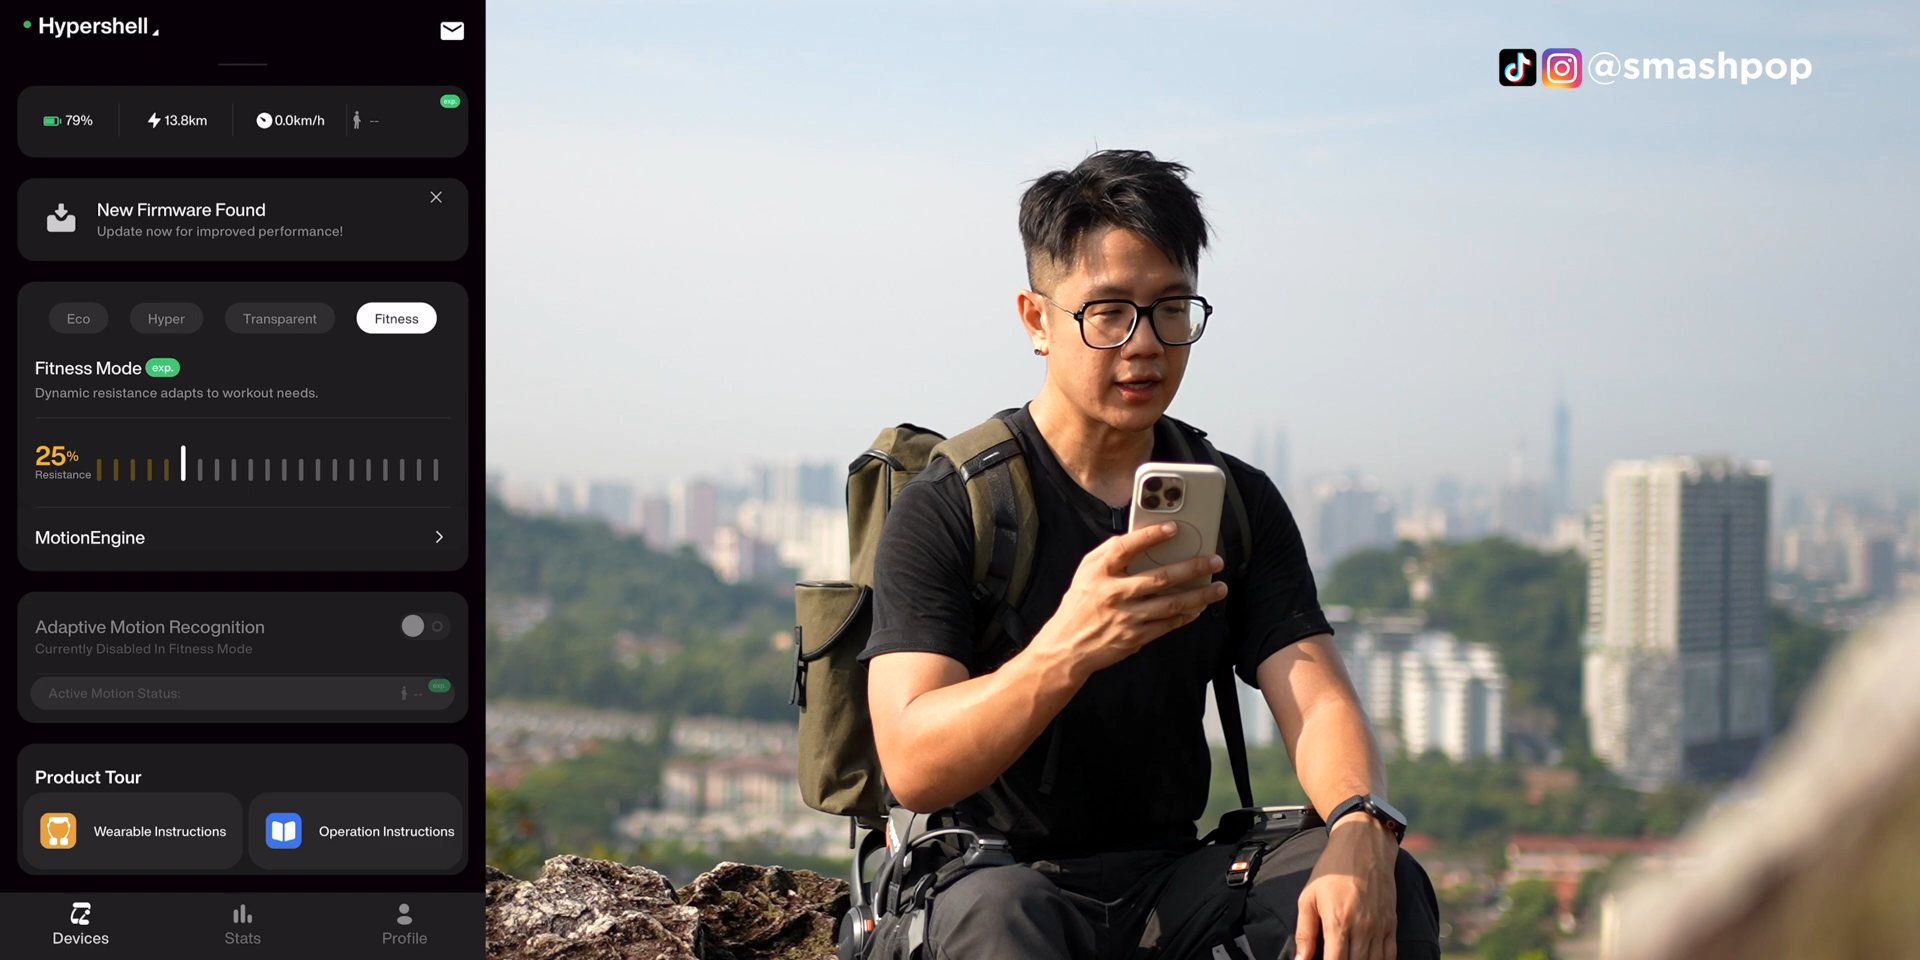 Hypershell
79%
13.8km
0.0km/h
--
exp.
New Firmware Found
Update now for improved performance!
Eco
Hyper
Transparent
Fitness
Fitness Mode exp.
Dynamic resistance adapts to workout needs.
25%
Resistance
MotionEngine
Adaptive Motion Recognition
Currently Disabled In Fitness Mode
Active Motion Status:
--
exp.
Product Tour
Wearable Instructions
Operation Instructions
Devices
Stats
Profile
@smashpop